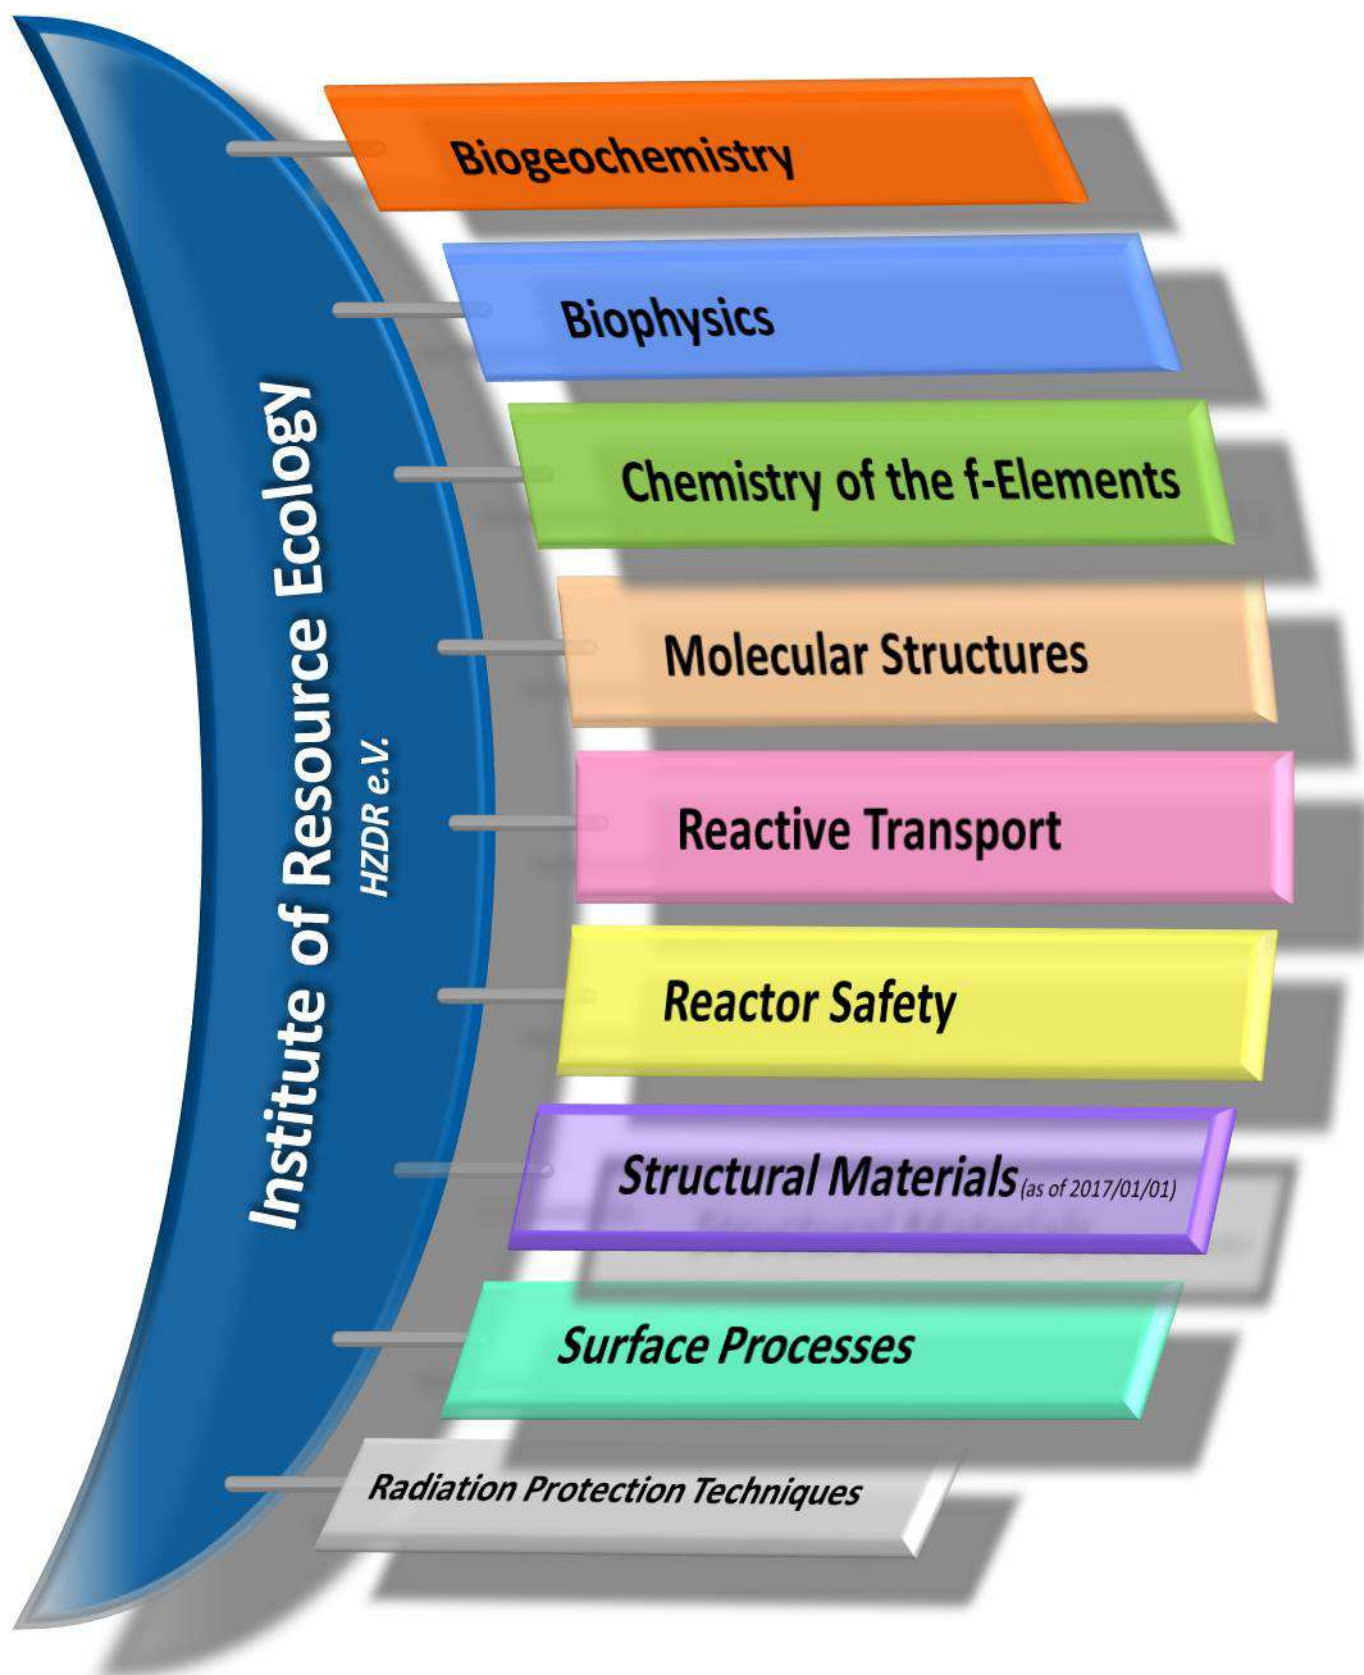 Institute of Resource Ecology
HZDR e.V.
Biogeochemistry
Biophysics
Chemistry of the f-Elements
Molecular Structures
Reactive Transport
Reactor Safety
Structural Materials (as of 2017/01/01)
Surface Processes
Radiation Protection Techniques